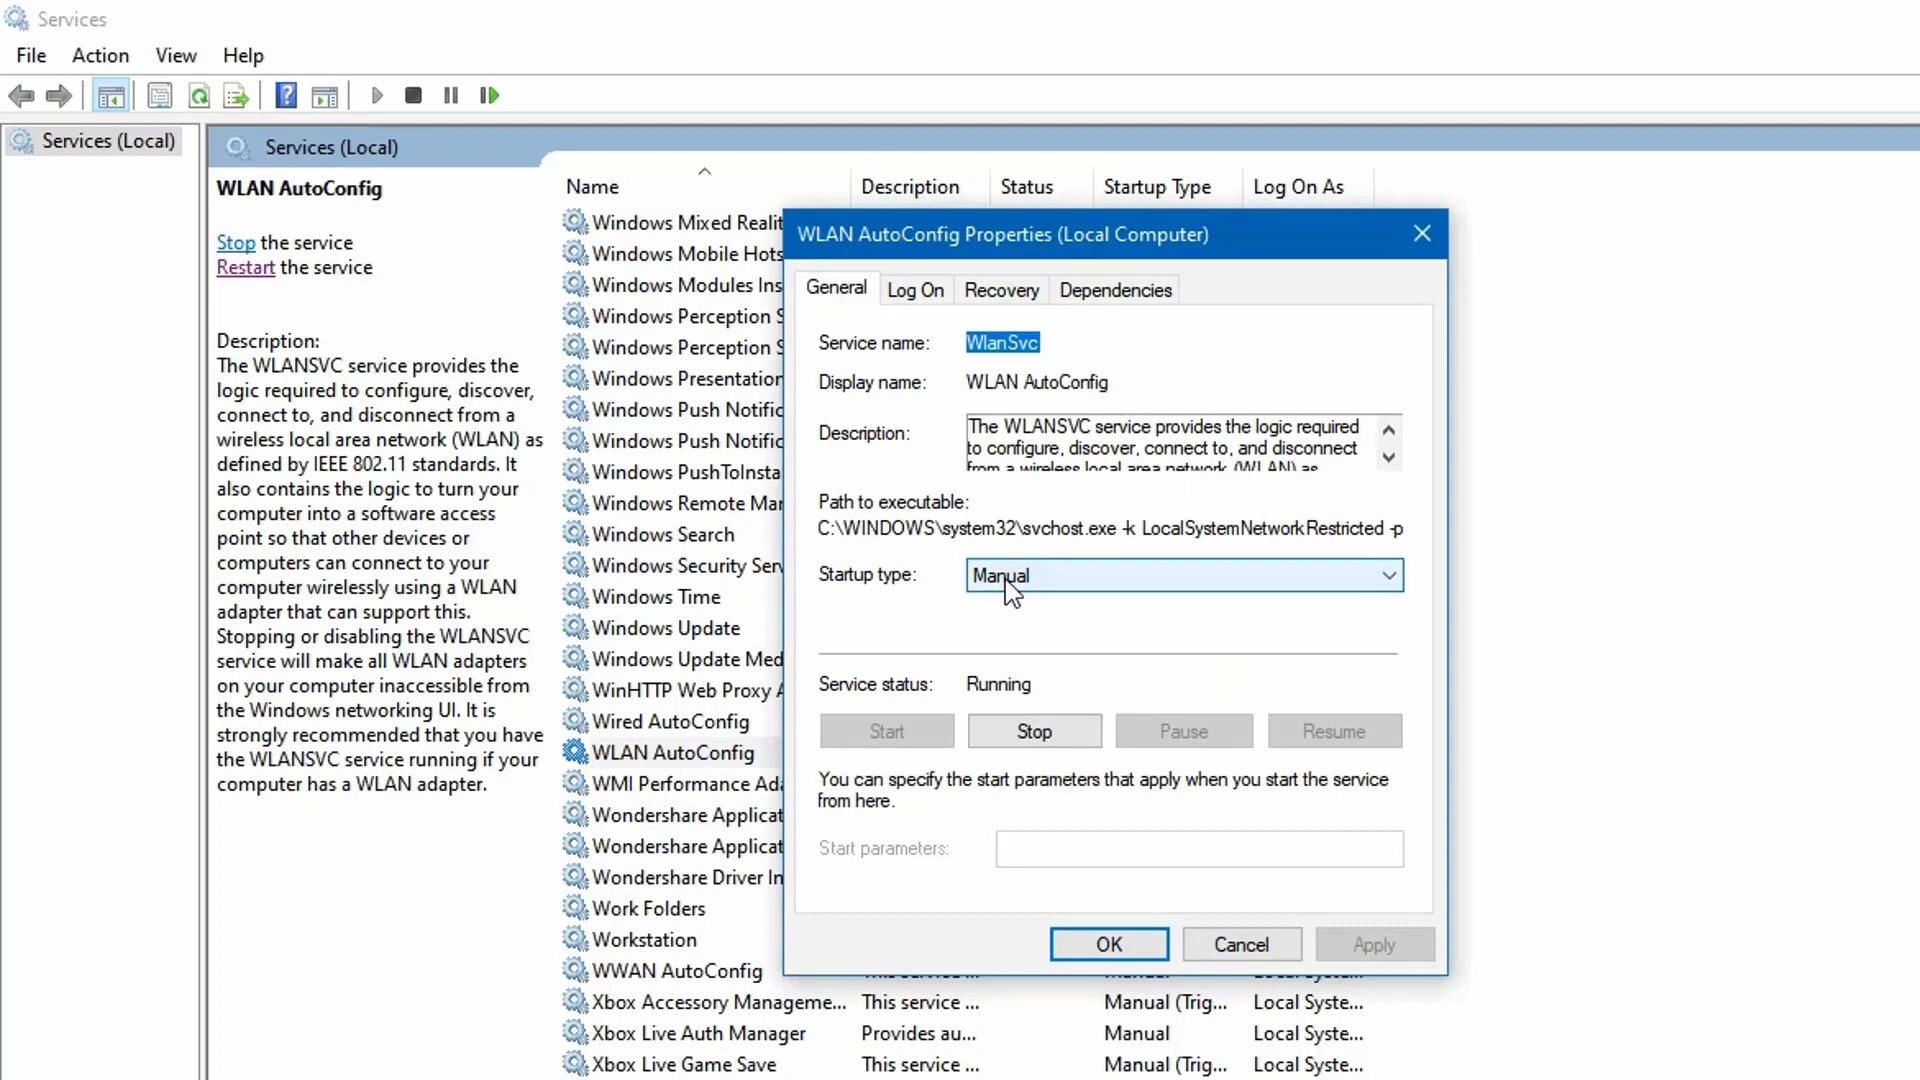 Services
File Action View Help
Services (Local)
Services (Local)
WLAN AutoConfig
Stop the service
Restart the service
Description:
The WLANSVC service provides the
logic required to configure, discover,
connect to, and disconnect from a
wireless local area network (WLAN) as
defined by IEEE 802.11 standards. It
also contains the logic to turn your
computer into a software access
point so that other devices or
computers can connect to your
computer wirelessly using a WLAN
adapter that can support this.
Stopping or disabling the WLANSVC
service will make all WLAN adapters
on your computer inaccessible from
the Windows networking UI. It is
strongly recommended that you have
the WLANSVC service running if your
computer has a WLAN adapter.
Name Description Status Startup Type Log On As
Windows Mixed Realit
Windows Mobile Hots
Windows Modules Ins
Windows Perception S
Windows Perception S
Windows Presentation
Windows Push Notific
Windows Push Notific
Windows PushToInsta
Windows Remote Mar
Windows Search
Windows Security Serv
Windows Time
Windows Update
Windows Update Med
WinHTTP Web Proxy A
Wired AutoConfig
WLAN AutoConfig
WMI Performance Ada
Wondershare Applicat
Wondershare Applicat
Wondershare Driver In
Work Folders
Workstation
WWAN AutoConfig
Xbox Accessory Manageme... This service ... Manual (Trig... Local Syste...
Xbox Live Auth Manager Provides au... Manual Local Syste...
Xbox Live Game Save This service ... Manual (Trig... Local Syste...
WLAN AutoConfig Properties (Local Computer)
General Log On Recovery Dependencies
Service name: WlanSvc
Display name: WLAN AutoConfig
Description: The WLANSVC service provides the logic required
to configure, discover, connect to, and disconnect
from a wireless local area network (WLAN) as
Path to executable:
C:\WINDOWS\system32\svchost.exe -k LocalSystemNetworkRestricted -p
Startup type: Manual
Service status: Running
Start Stop Pause Resume
You can specify the start parameters that apply when you start the service
from here.
Start parameters:
OK Cancel Apply